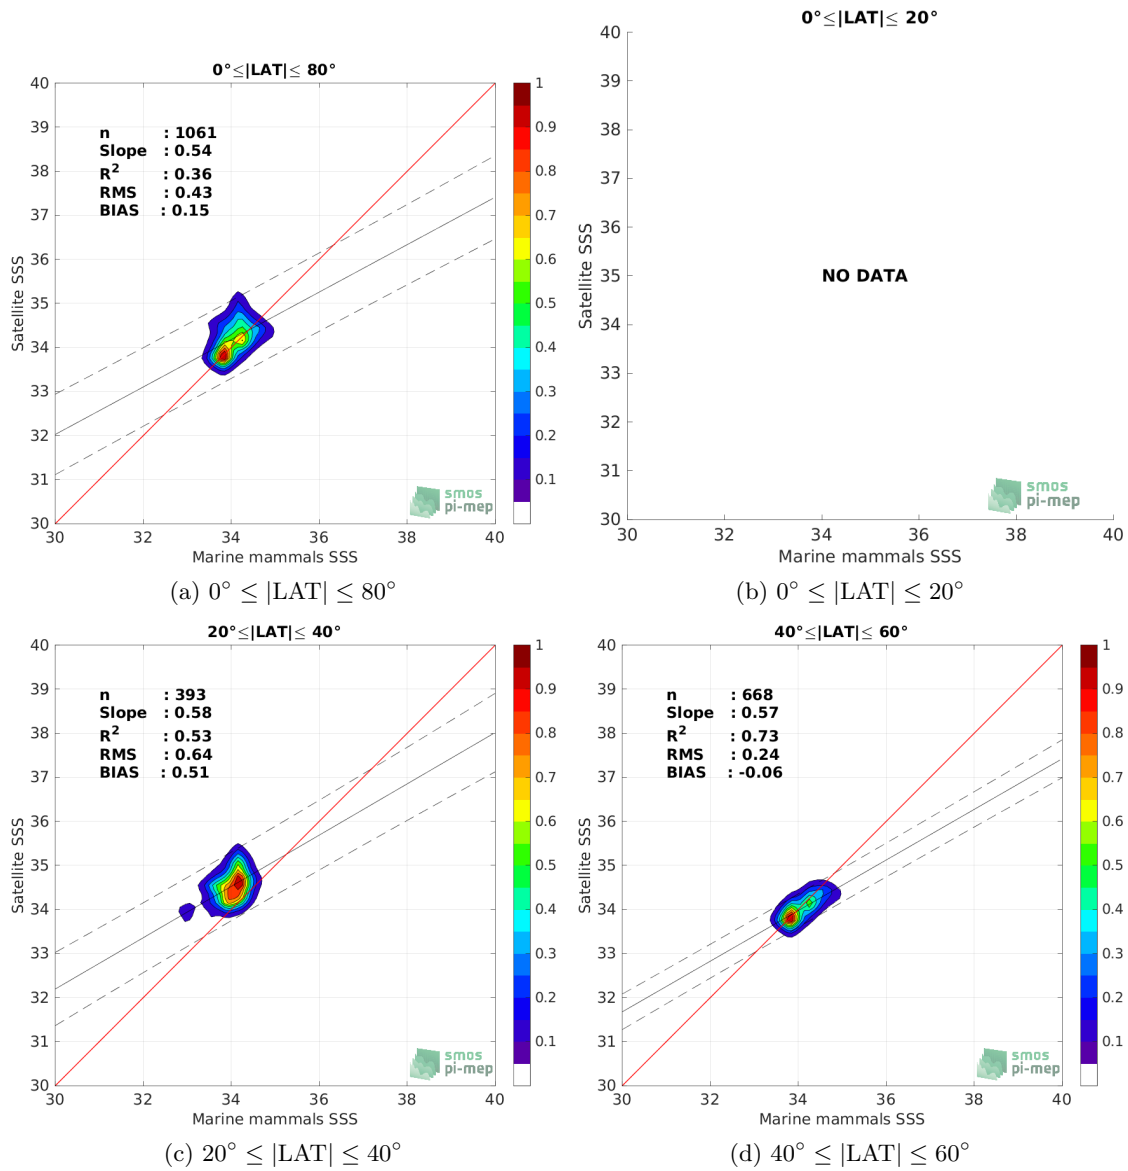 0°≤|LAT|≤ 80°
40
39
38
37
36
35
34
33
32
31
30
Satellite SSS
n : 1061
Slope : 0.54
R² : 0.36
RMS : 0.43
BIAS : 0.15
smos
pi-mep
30 32 34 36 38 40
Marine mammals SSS
1
0.9
0.8
0.7
0.6
0.5
0.4
0.3
0.2
0.1
(a) 0° ≤ |LAT| ≤ 80°
0°≤|LAT|≤ 20°
40
39
38
37
36
35
34
33
32
31
30
Satellite SSS
NO DATA
smos
pi-mep
30 32 34 36 38 40
Marine mammals SSS
(b) 0° ≤ |LAT| ≤ 20°
20°≤|LAT|≤ 40°
40
39
38
37
36
35
34
33
32
31
30
Satellite SSS
n : 393
Slope : 0.58
R² : 0.53
RMS : 0.64
BIAS : 0.51
smos
pi-mep
30 32 34 36 38 40
Marine mammals SSS
1
0.9
0.8
0.7
0.6
0.5
0.4
0.3
0.2
0.1
(c) 20° ≤ |LAT| ≤ 40°
40°≤|LAT|≤ 60°
40
39
38
37
36
35
34
33
32
31
30
Satellite SSS
n : 668
Slope : 0.57
R² : 0.73
RMS : 0.24
BIAS : -0.06
smos
pi-mep
30 32 34 36 38 40
Marine mammals SSS
1
0.9
0.8
0.7
0.6
0.5
0.4
0.3
0.2
0.1
(d) 40° ≤ |LAT| ≤ 60°